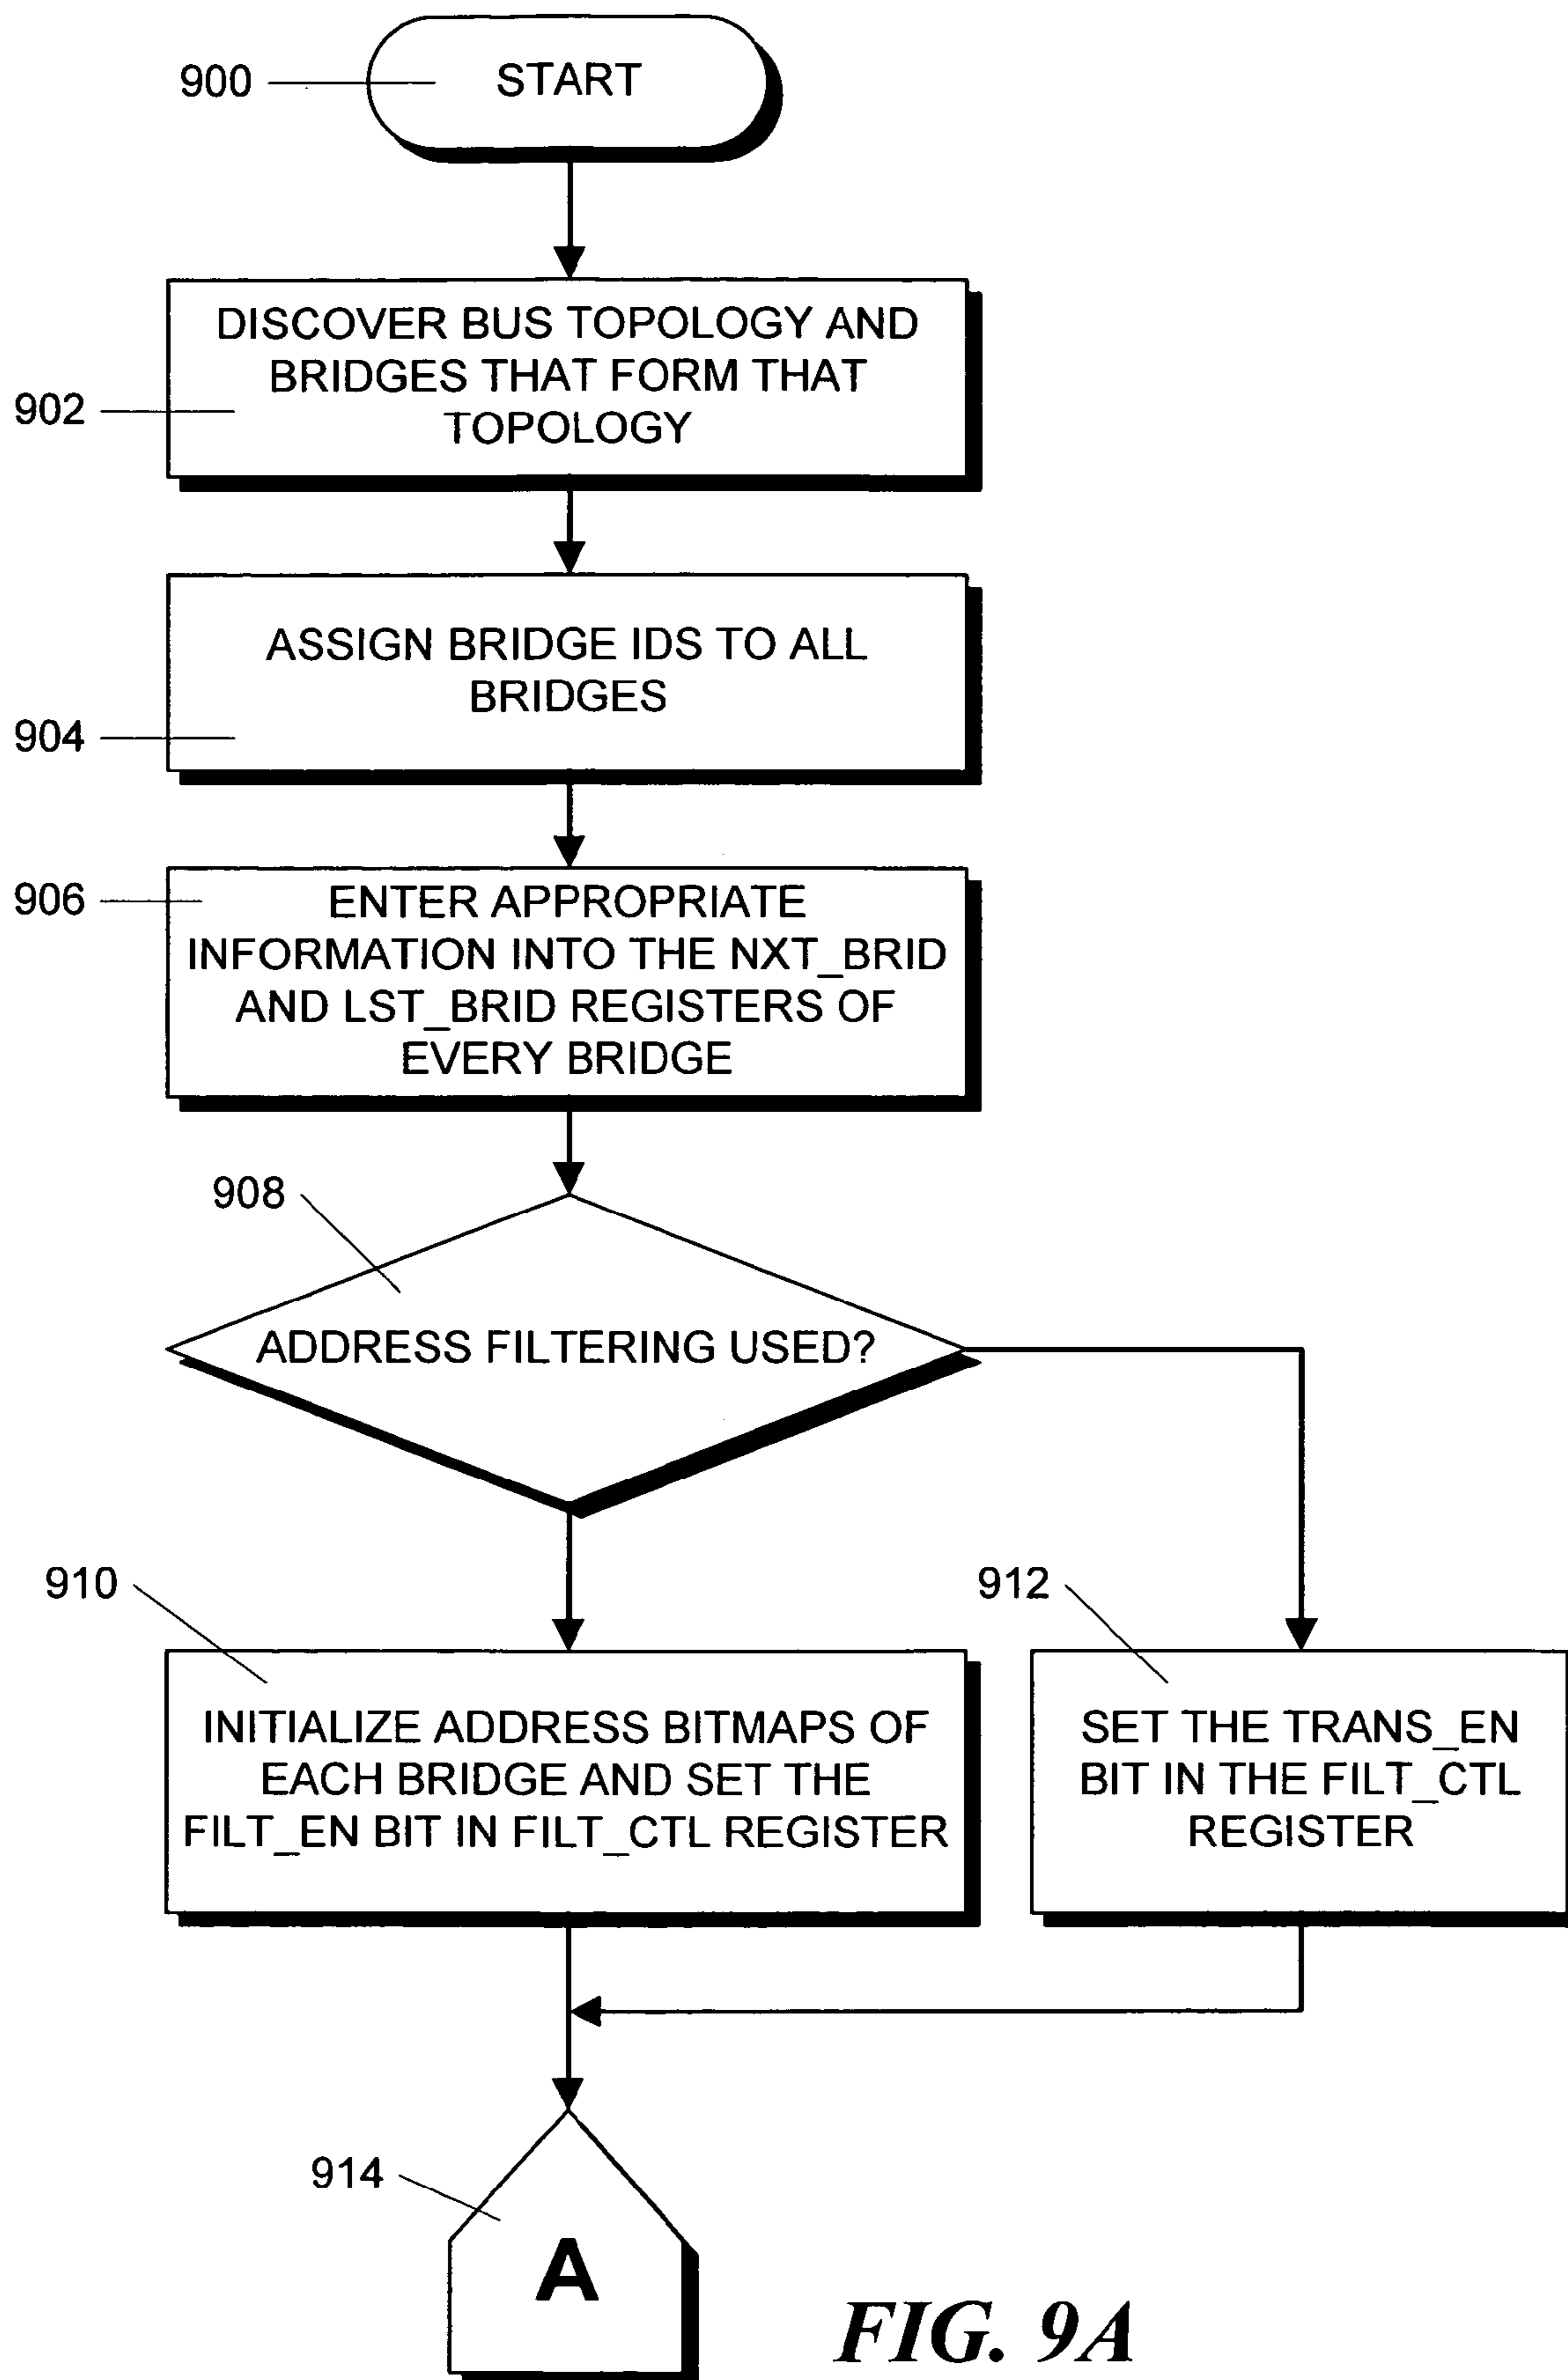 900
START
DISCOVER BUS TOPOLOGY AND
BRIDGES THAT FORM THAT
TOPOLOGY
902
ASSIGN BRIDGE IDS TO ALL
BRIDGES
904
906
ENTER APPROPRIATE
INFORMATION INTO THE NXT_BRID
AND LST_BRID REGISTERS OF
EVERY BRIDGE
908
ADDRESS FILTERING USED?
910
INITIALIZE ADDRESS BITMAPS OF
EACH BRIDGE AND SET THE
FILT_EN BIT IN FILT_CTL REGISTER
912
SET THE TRANS_EN
BIT IN THE FILT_CTL
REGISTER
914
A
FIG. 9A